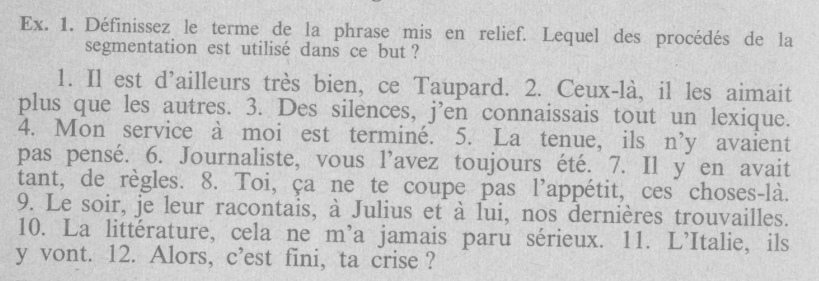 Ex. 1. Définissez le terme de la phrase mis en relief. Lequel des procédés de la
segmentation est utilisé dans ce but ?
1. Il est d'ailleurs très bien, ce Taupard. 2. Ceux-là, il les aimait
plus que les autres. 3. Des silences, j'en connaissais tout un lexique.
4. Mon service à moi est terminé. 5. La tenue, ils n'y avaient
pas pensé. 6. Journaliste, vous l'avez toujours été. 7. Il y en avait
tant, de règles. 8. Toi, ça ne te coupe pas l'appétit, ces choses-là.
9. Le soir, je leur racontais, à Julius et à lui, nos dernières trouvailles.
10. La littérature, cela ne m'a jamais paru sérieux. 11. L'Italie, ils
y vont. 12. Alors, c'est fini, ta crise ?